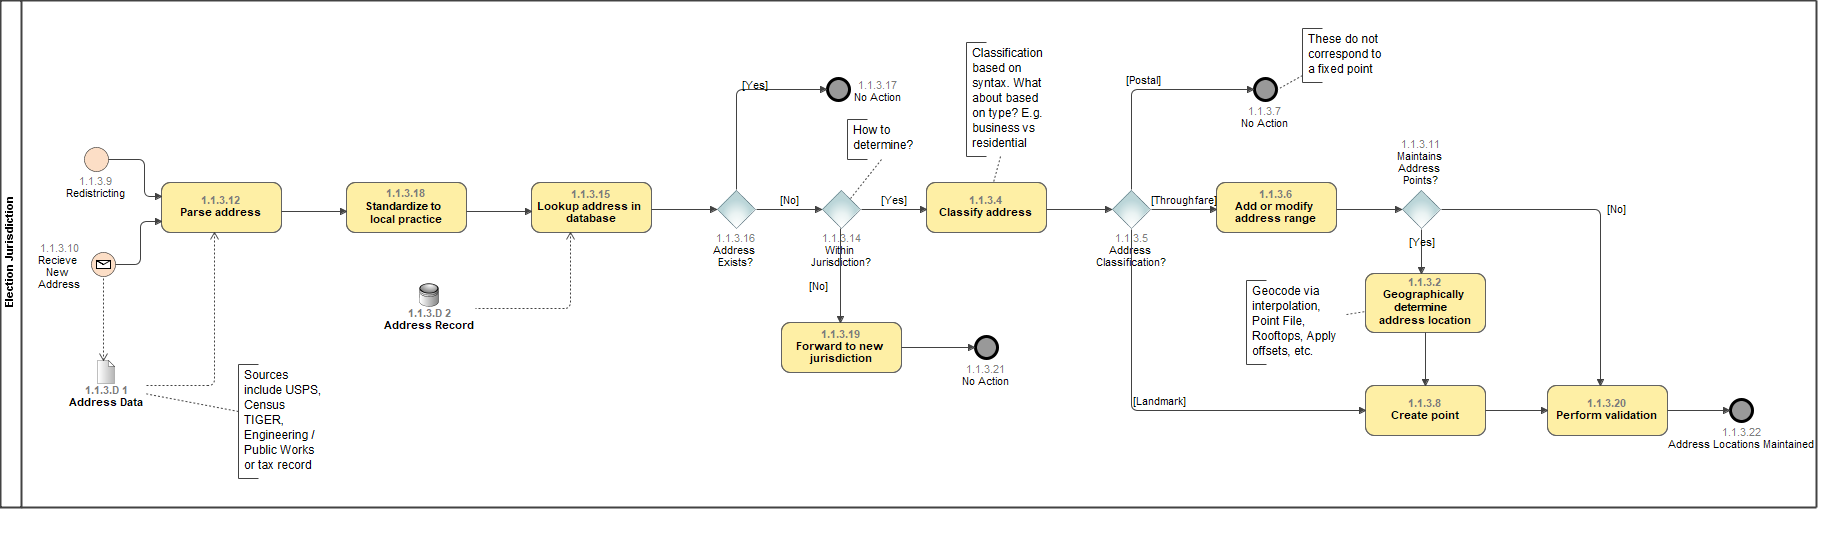 Election Jurisdiction
1.1.3.9
Redistricting
1.1.3.10
Recieve
New
Address
1.1.3.D 1
Address Data
Sources
include USPS,
Census
TIGER,
Engineering /
Public Works
or tax record
1.1.3.12
Parse address
1.1.3.18
Standardize to
local practice
1.1.3.D 2
Address Record
1.1.3.15
Lookup address in
database
1.1.3.16
Address
Exists?
[Yes]
1.1.3.17
No Action
[No]
How to
determine?
1.1.3.14
Within
Jurisdiction?
[No]
1.1.3.19
Forward to new
jurisdiction
1.1.3.21
No Action
[Yes]
Classification
based on
syntax. What
about based
on type? E.g.
business vs
residential
1.1.3.4
Classify address
1.1.3.5
Address
Classification?
[Postal]
1.1.3.7
No Action
These do not
correspond to
a fixed point
[Throughfare]
1.1.3.6
Add or modify
address range
1.1.3.11
Maintains
Address
Points?
[No]
[Yes]
1.1.3.2
Geographically
determine
address location
Geocode via
interpolation,
Point File,
Rooftops, Apply
offsets, etc.
[Landmark]
1.1.3.8
Create point
1.1.3.20
Perform validation
1.1.3.22
Address Locations Maintained